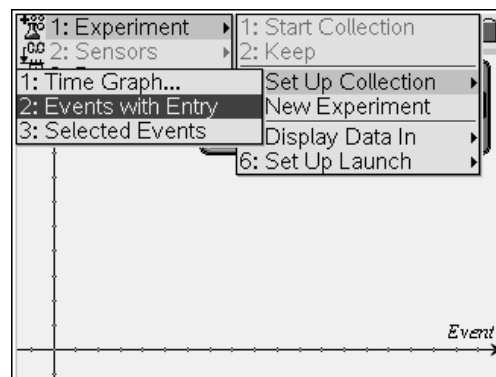 1: Experiment
2: Sensors
1: Start Collection
2: Keep
Set Up Collection
New Experiment
Display Data In
6: Set Up Launch
1: Time Graph...
2: Events with Entry
3: Selected Events
Event